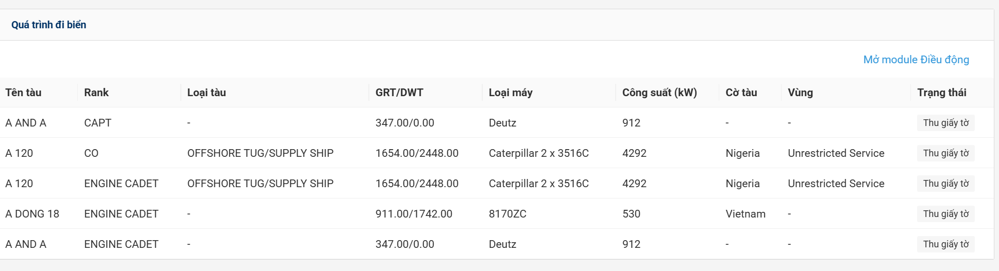 Quá trình đi biển
Mở module Điều động
Tên tàu Rank Loại tàu GRT/DWT Loại máy Công suất (kW) Cờ tàu Vùng Trạng thái
A AND A CAPT - 347.00/0.00 Deutz 912 - - Thu giấy tờ
A 120 CO OFFSHORE TUG/SUPPLY SHIP 1654.00/2448.00 Caterpillar 2 x 3516C 4292 Nigeria Unrestricted Service Thu giấy tờ
A 120 ENGINE CADET OFFSHORE TUG/SUPPLY SHIP 1654.00/2448.00 Caterpillar 2 x 3516C 4292 Nigeria Unrestricted Service Thu giấy tờ
A DONG 18 ENGINE CADET - 911.00/1742.00 8170ZC 530 Vietnam - Thu giấy tờ
A AND A ENGINE CADET - 347.00/0.00 Deutz 912 - - Thu giấy tờ